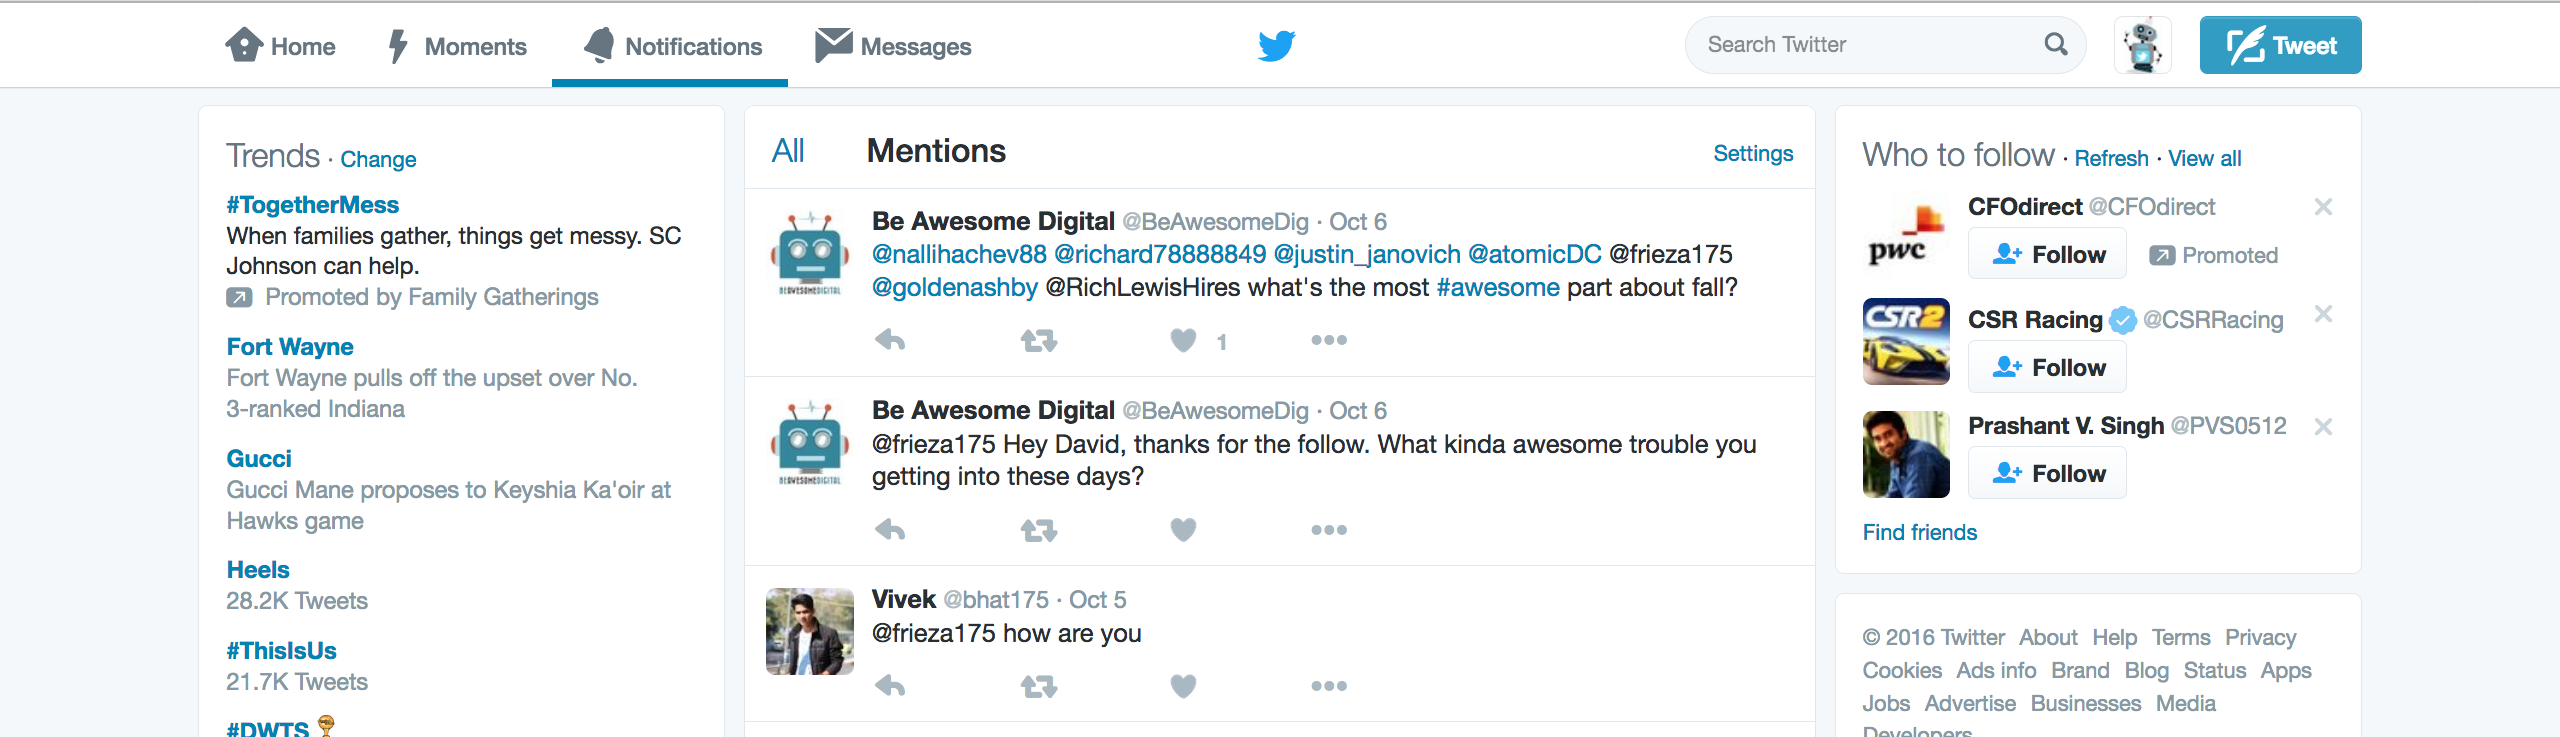 Home
Moments
Notifications
Messages
Search Twitter
Tweet
Trends · Change
#TogetherMess
When families gather, things get messy. SC
Johnson can help.
Promoted by Family Gatherings
Fort Wayne
Fort Wayne pulls off the upset over No.
3-ranked Indiana
Gucci
Gucci Mane proposes to Keyshia Ka'oir at
Hawks game
Heels
28.2K Tweets
#ThisIsUs
21.7K Tweets
#DWTS
All
Mentions
Settings
Be Awesome Digital @BeAwesomeDig · Oct 6
@nallihachev88 @richard78888849 @justin_janovich @atomicDC @frieza175
@goldenashby @RichLewisHires what's the most #awesome part about fall?
1
BEAWESOMEDIGITAL
Be Awesome Digital @BeAwesomeDig · Oct 6
@frieza175 Hey David, thanks for the follow. What kinda awesome trouble you
getting into these days?
BEAWESOMEDIGITAL
Vivek @bhat175 · Oct 5
@frieza175 how are you
Who to follow · Refresh · View all
pwc
CFOdirect @CFOdirect
Follow
Promoted
CSR2
CSR Racing @CSRRacing
Follow
Prashant V. Singh @PVS0512
Follow
Find friends
© 2016 Twitter About Help Terms Privacy
Cookies Ads info Brand Blog Status Apps
Jobs Advertise Businesses Media
Developers